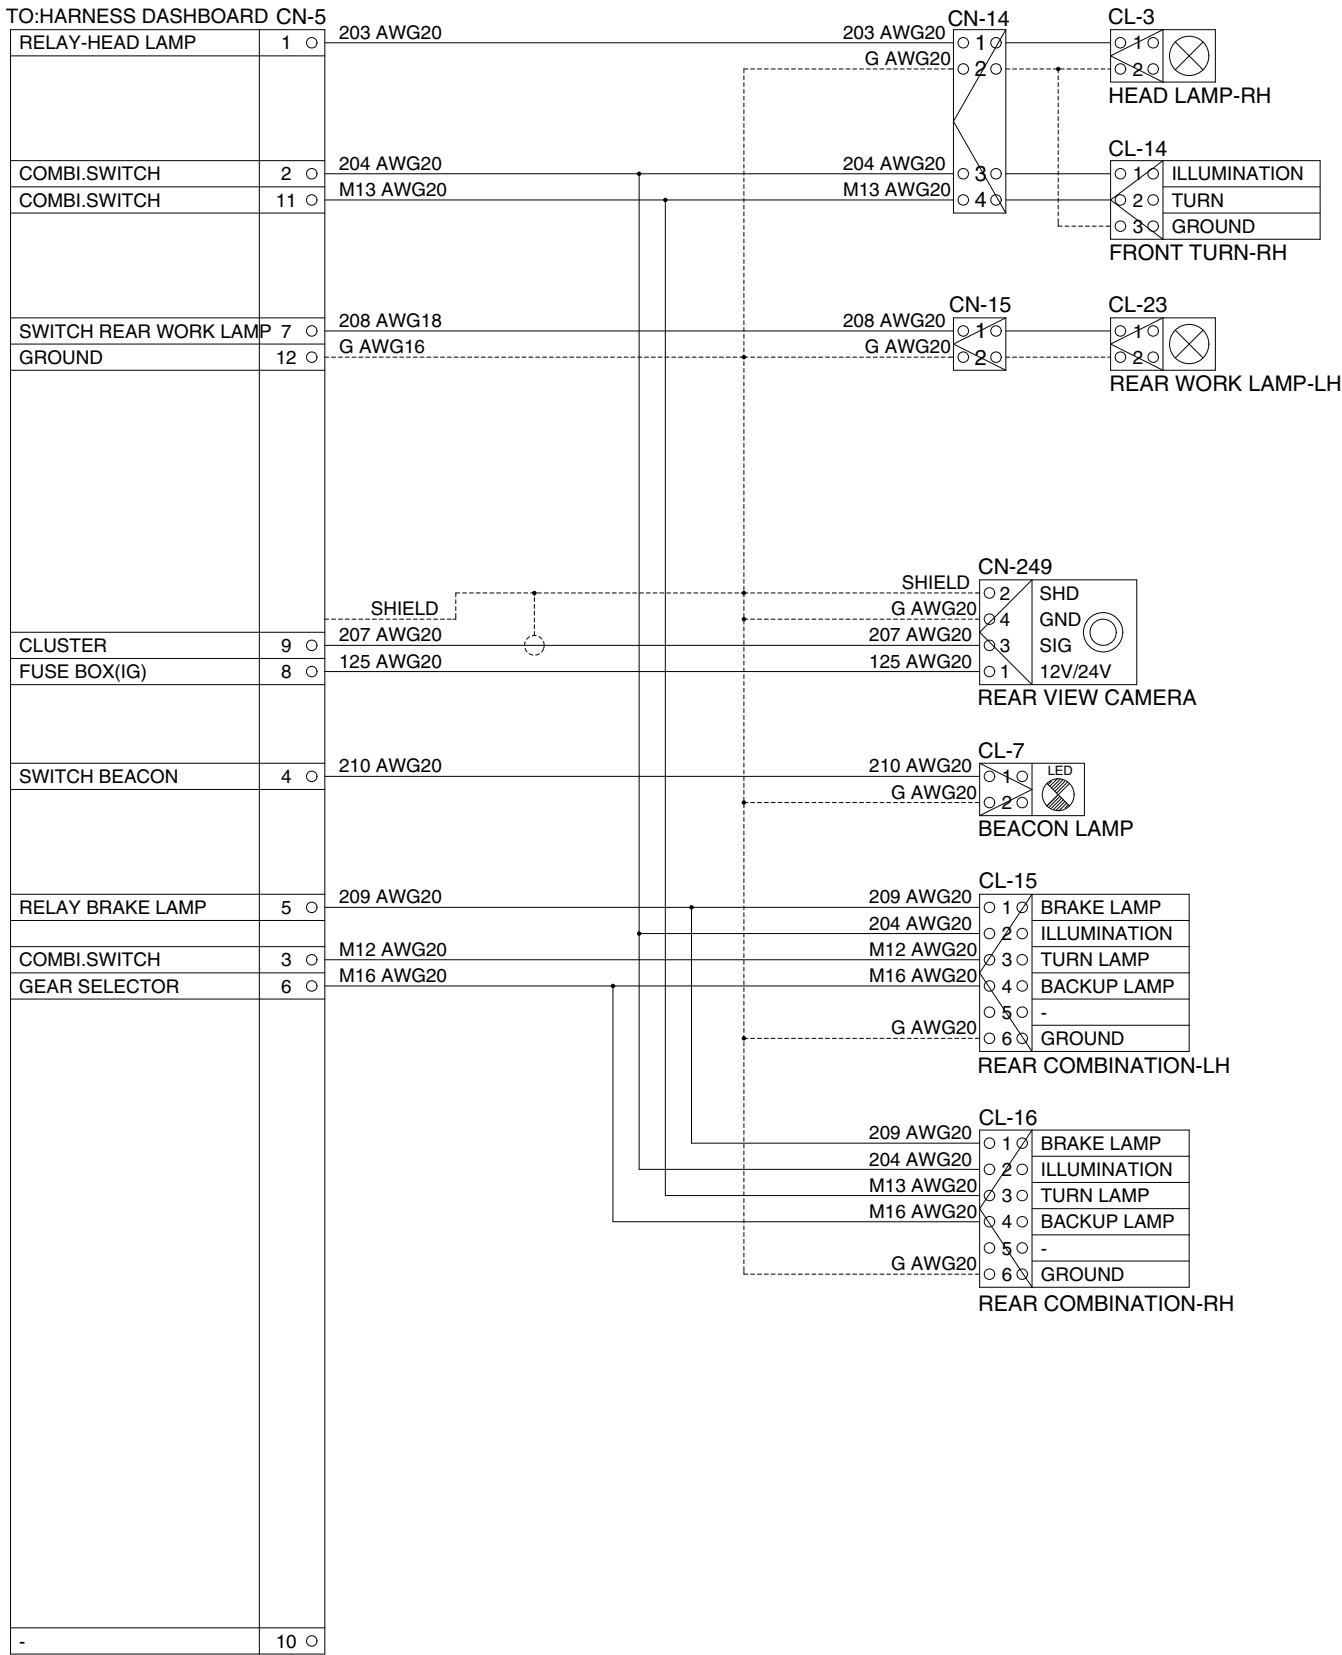 TO:HARNESS DASHBOARD CN-5
RELAY-HEAD LAMP 1 203 AWG20 203 AWG20 CN-14 1 CL-3 1
G AWG20 2 2
HEAD LAMP-RH
CL-14
COMBI.SWITCH 2 204 AWG20 204 AWG20 3 1 ILLUMINATION
COMBI.SWITCH 11 M13 AWG20 M13 AWG20 4 2 TURN
3 GROUND
FRONT TURN-RH
CN-15 CL-23
SWITCH REAR WORK LAMP 7 208 AWG18 208 AWG20 1 1
GROUND 12 G AWG16 G AWG20 2 2
REAR WORK LAMP-LH
CN-249
SHIELD 2 SHD
SHIELD G AWG20 4 GND
CLUSTER 9 207 AWG20 207 AWG20 3 SIG
FUSE BOX(IG) 8 125 AWG20 125 AWG20 1 12V/24V
REAR VIEW CAMERA
CL-7
SWITCH BEACON 4 210 AWG20 210 AWG20 1 LED
G AWG20 2
BEACON LAMP
CL-15
RELAY BRAKE LAMP 5 209 AWG20 209 AWG20 1 BRAKE LAMP
204 AWG20 2 ILLUMINATION
COMBI.SWITCH 3 M12 AWG20 M12 AWG20 3 TURN LAMP
GEAR SELECTOR 6 M16 AWG20 M16 AWG20 4 BACKUP LAMP
5 -
G AWG20 6 GROUND
REAR COMBINATION-LH
CL-16
209 AWG20 1 BRAKE LAMP
204 AWG20 2 ILLUMINATION
M13 AWG20 3 TURN LAMP
M16 AWG20 4 BACKUP LAMP
5 -
G AWG20 6 GROUND
REAR COMBINATION-RH
- 10